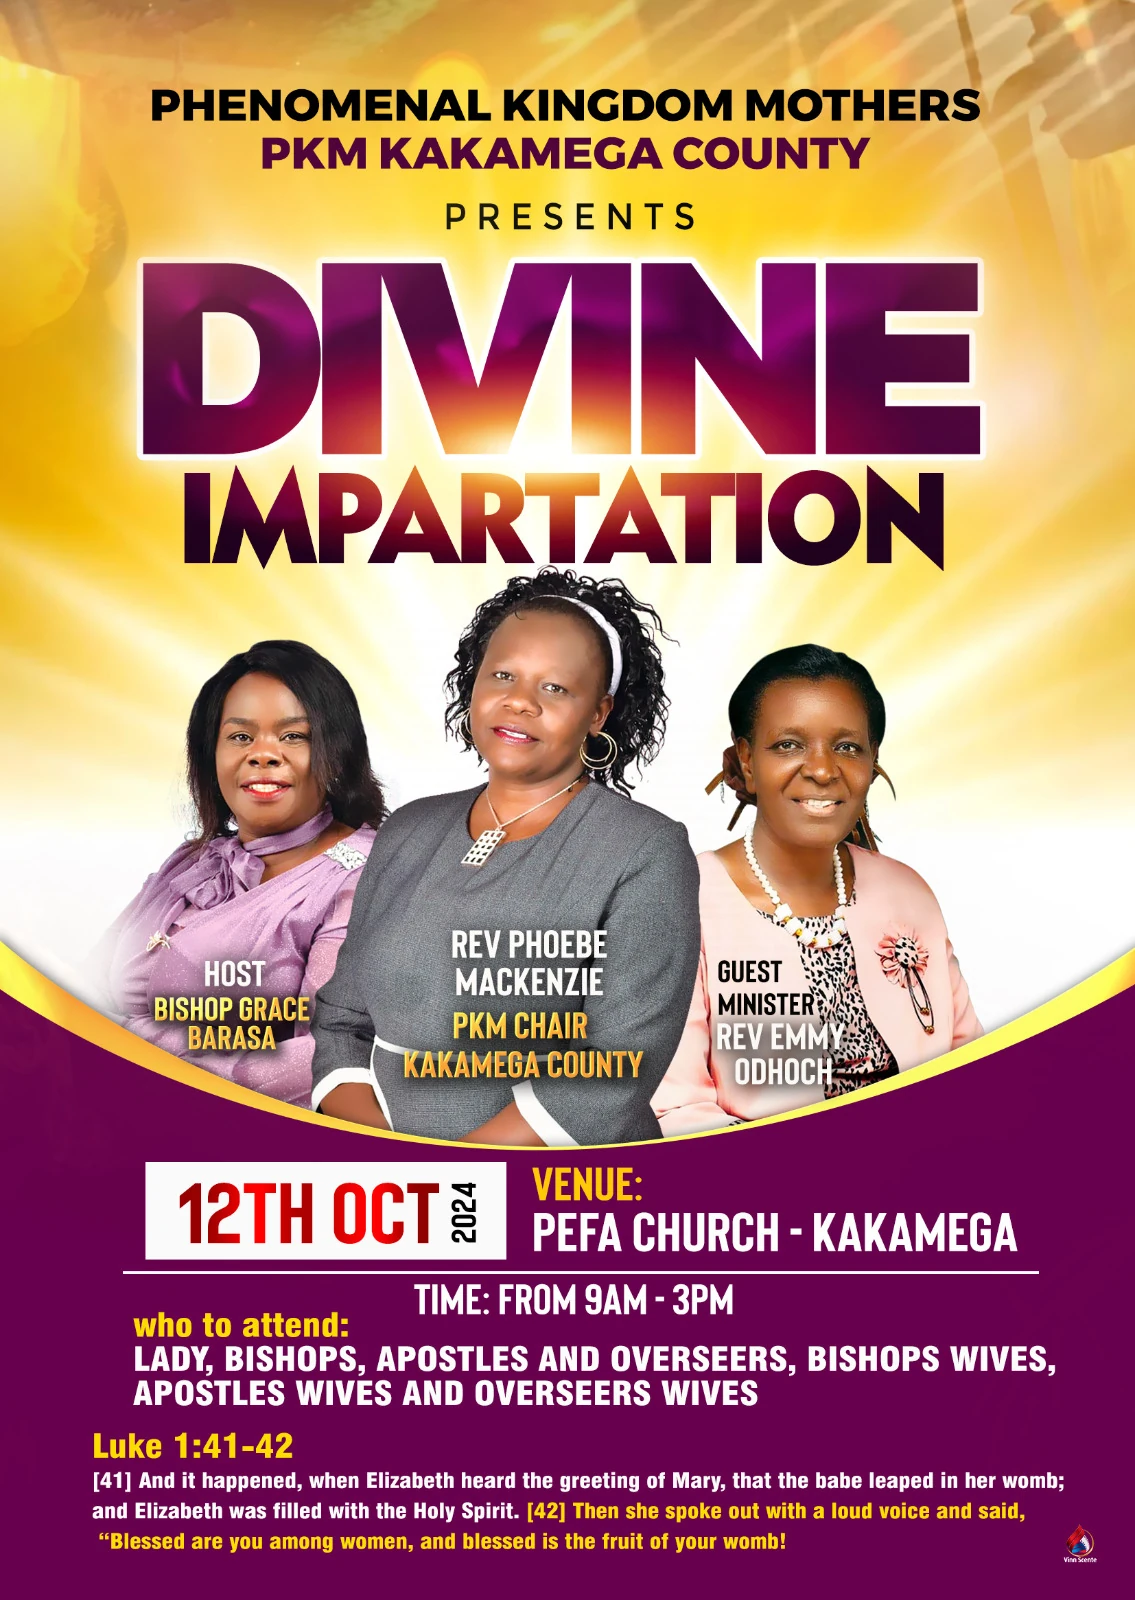 PHENOMENAL KINGDOM MOTHERS
PKM KAKAMEGA COUNTY
PRESENTS
DIVINE
IMPARTATION
HOST
BISHOP GRACE
BARASA
REV PHOEBE
MACKENZIE
PKM CHAIR
KAKAMEGA COUNTY
GUEST
MINISTER
REV EMMY
ODHOCH
12TH OCT 2024
VENUE:
PEFA CHURCH - KAKAMEGA
TIME: FROM 9AM - 3PM
who to attend:
LADY, BISHOPS, APOSTLES AND OVERSEERS, BISHOPS WIVES,
APOSTLES WIVES AND OVERSEERS WIVES
Luke 1:41-42
[41] And it happened, when Elizabeth heard the greeting of Mary, that the babe leaped in her womb;
and Elizabeth was filled with the Holy Spirit. [42] Then she spoke out with a loud voice and said,
“Blessed are you among women, and blessed is the fruit of your womb!
Vinn Scente